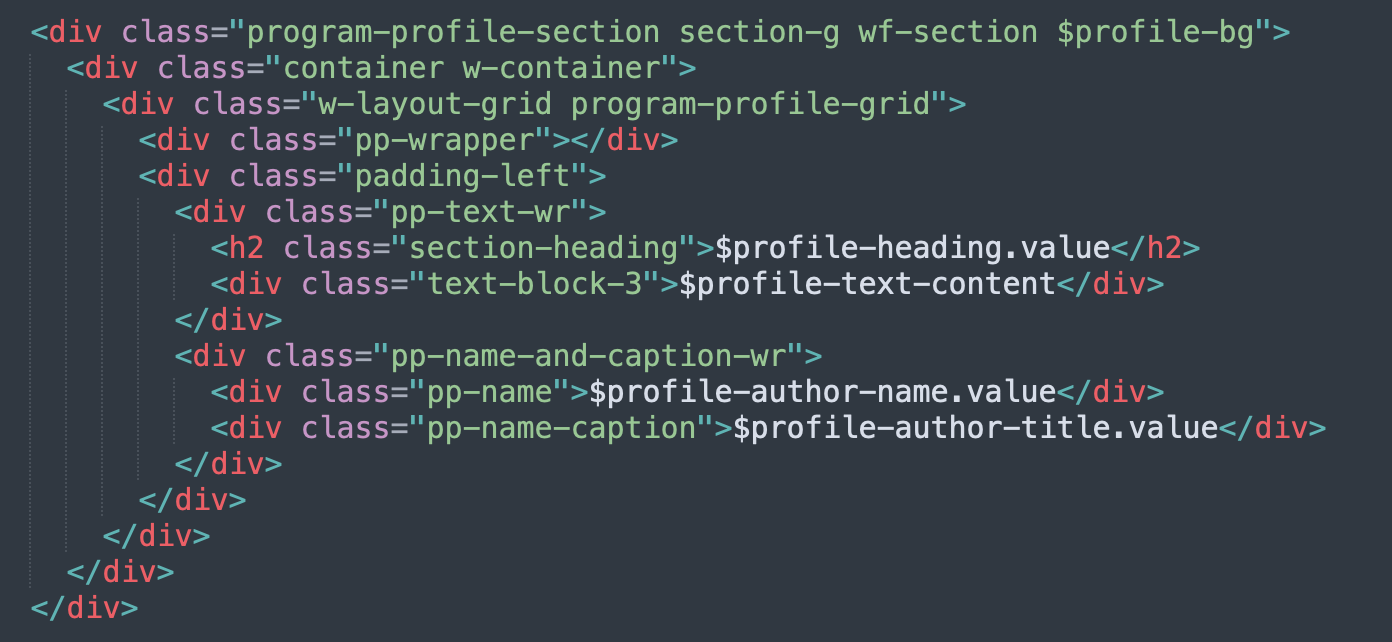 <div class="program-profile-section section-g wf-section $profile-bg">
  <div class="container w-container">
    <div class="w-layout-grid program-profile-grid">
      <div class="pp-wrapper"></div>
      <div class="padding-left">
        <div class="pp-text-wr">
          <h2 class="section-heading">$profile-heading.value</h2>
          <div class="text-block-3">$profile-text-content</div>
        </div>
        <div class="pp-name-and-caption-wr">
          <div class="pp-name">$profile-author-name.value</div>
          <div class="pp-name-caption">$profile-author-title.value</div>
        </div>
      </div>
    </div>
  </div>
</div>